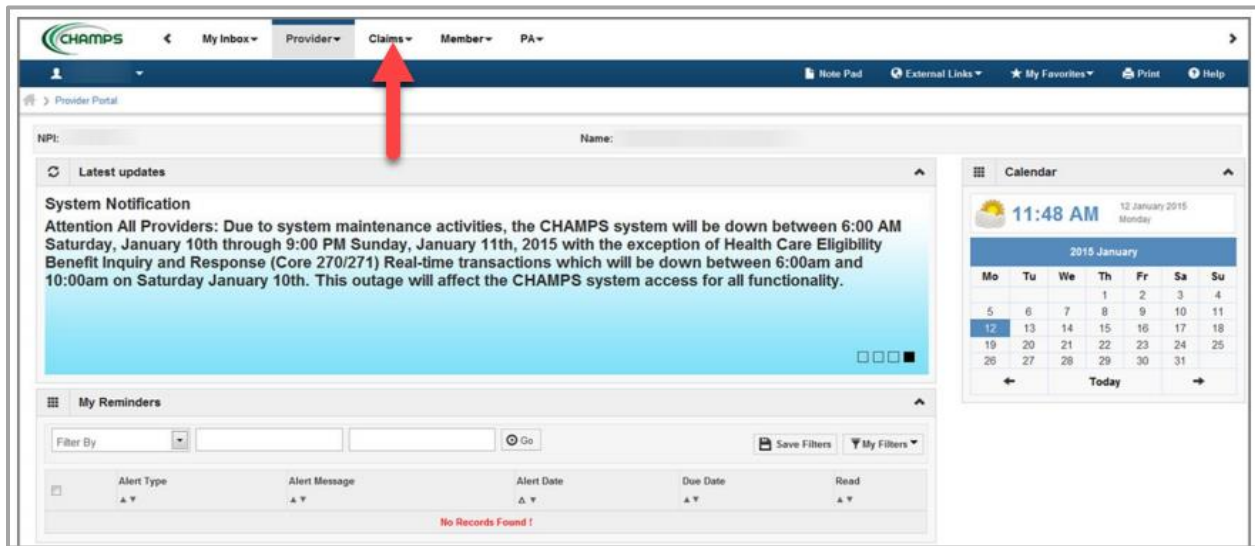 CHAMPS
My Inbox
Provider
Claims
Member
PA
Note Pad
External Links
My Favorites
Print
Help
Provider Portal
NPI:
Name:
Latest updates
System Notification
Attention All Providers: Due to system maintenance activities, the CHAMPS system will be down between 6:00 AM
Saturday, January 10th through 9:00 PM Sunday, January 11th, 2015 with the exception of Health Care Eligibility
Benefit Inquiry and Response (Core 270/271) Real-time transactions which will be down between 6:00am and
10:00am on Saturday January 10th. This outage will affect the CHAMPS system access for all functionality.
Calendar
11:48 AM
12 January 2015
Monday
2015 January
Mo Tu We Th Fr Sa Su
1 2 3 4
5 6 7 8 9 10 11
12 13 14 15 16 17 18
19 20 21 22 23 24 25
26 27 28 29 30 31
Today
My Reminders
Filter By
Go
Save Filters
My Filters
Alert Type
Alert Message
Alert Date
Due Date
Read
No Records Found !